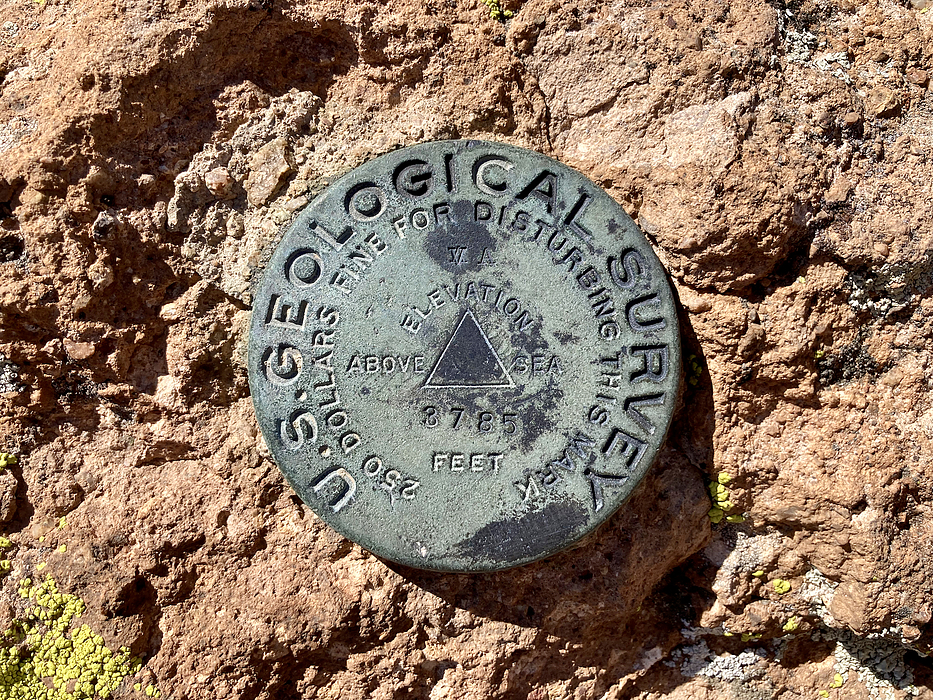 U.S. GEOLOGICAL SURVEY
250 DOLLARS FINE FOR DISTURBING THIS MARK
V A
ELEVATION
ABOVE SEA
3785
FEET